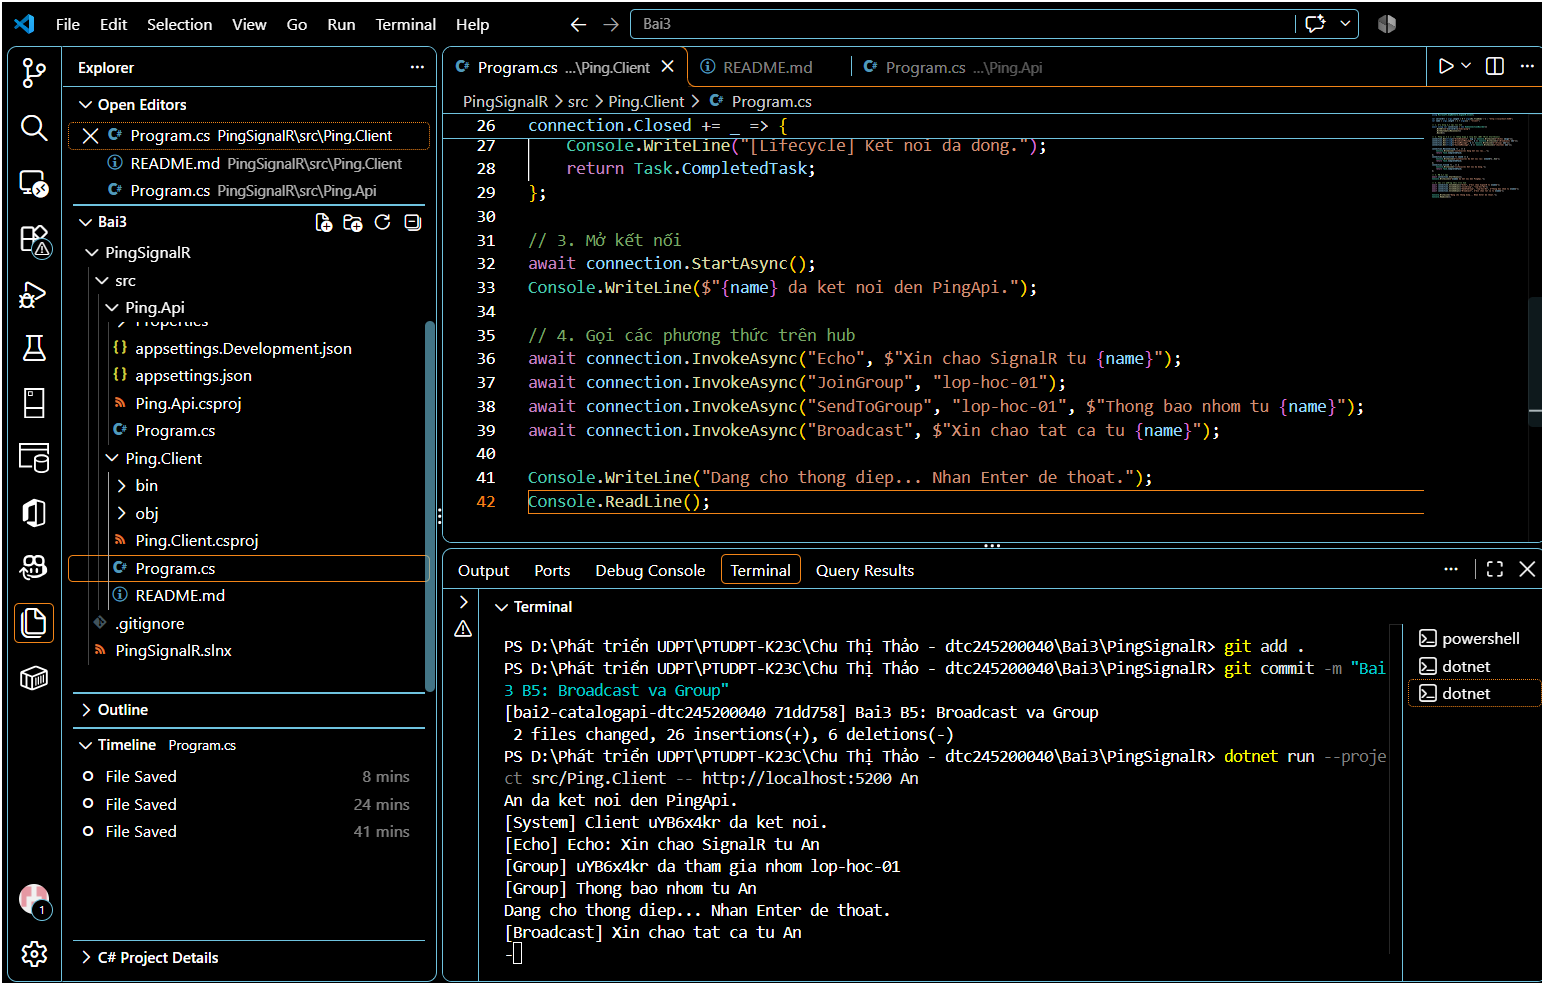 File Edit Selection View Go Run Terminal Help
Bai3
Explorer
Open Editors
Program.cs PingSignalR\src\Ping.Client
README.md PingSignalR\src\Ping.Client
Program.cs PingSignalR\src\Ping.Api
Bai3
PingSignalR
src
Ping.Api
Properties
appsettings.Development.json
appsettings.json
Ping.Api.csproj
Program.cs
Ping.Client
bin
obj
Ping.Client.csproj
Program.cs
README.md
.gitignore
PingSignalR.slnx
Outline
Timeline Program.cs
File Saved 8 mins
File Saved 24 mins
File Saved 41 mins
C# Project Details
1
Program.cs ...\Ping.Client README.md Program.cs ...\Ping.Api
PingSignalR > src > Ping.Client > Program.cs
26 connection.Closed += _ => {
27 Console.WriteLine("[Lifecycle] Ket noi da dong.");
28 return Task.CompletedTask;
29 };
30
31 // 3. Mở kết nối
32 await connection.StartAsync();
33 Console.WriteLine($"{name} da ket noi den PingApi.");
34
35 // 4. Gọi các phương thức trên hub
36 await connection.InvokeAsync("Echo", $"Xin chao SignalR tu {name}");
37 await connection.InvokeAsync("JoinGroup", "lop-hoc-01");
38 await connection.InvokeAsync("SendToGroup", "lop-hoc-01", $"Thong bao nhom tu {name}");
39 await connection.InvokeAsync("Broadcast", $"Xin chao tat ca tu {name}");
40
41 Console.WriteLine("Dang cho thong diep... Nhan Enter de thoat.");
42 Console.ReadLine();
Output Ports Debug Console Terminal Query Results
Terminal
PS D:\Phát triển UDPT\PTUDPT-K23C\Chu Thị Thảo - dtc245200040\Bai3\PingSignalR> git add .
PS D:\Phát triển UDPT\PTUDPT-K23C\Chu Thị Thảo - dtc245200040\Bai3\PingSignalR> git commit -m "Bai
3 B5: Broadcast va Group"
[bai2-catalogapi-dtc245200040 71dd758] Bai3 B5: Broadcast va Group
2 files changed, 26 insertions(+), 6 deletions(-)
PS D:\Phát triển UDPT\PTUDPT-K23C\Chu Thị Thảo - dtc245200040\Bai3\PingSignalR> dotnet run --proje
ct src/Ping.Client -- http://localhost:5200 An
An da ket noi den PingApi.
[System] Client uYB6x4kr da ket noi.
[Echo] Echo: Xin chao SignalR tu An
[Group] uYB6x4kr da tham gia nhom lop-hoc-01
[Group] Thong bao nhom tu An
Dang cho thong diep... Nhan Enter de thoat.
[Broadcast] Xin chao tat ca tu An
-
powershell
dotnet
dotnet